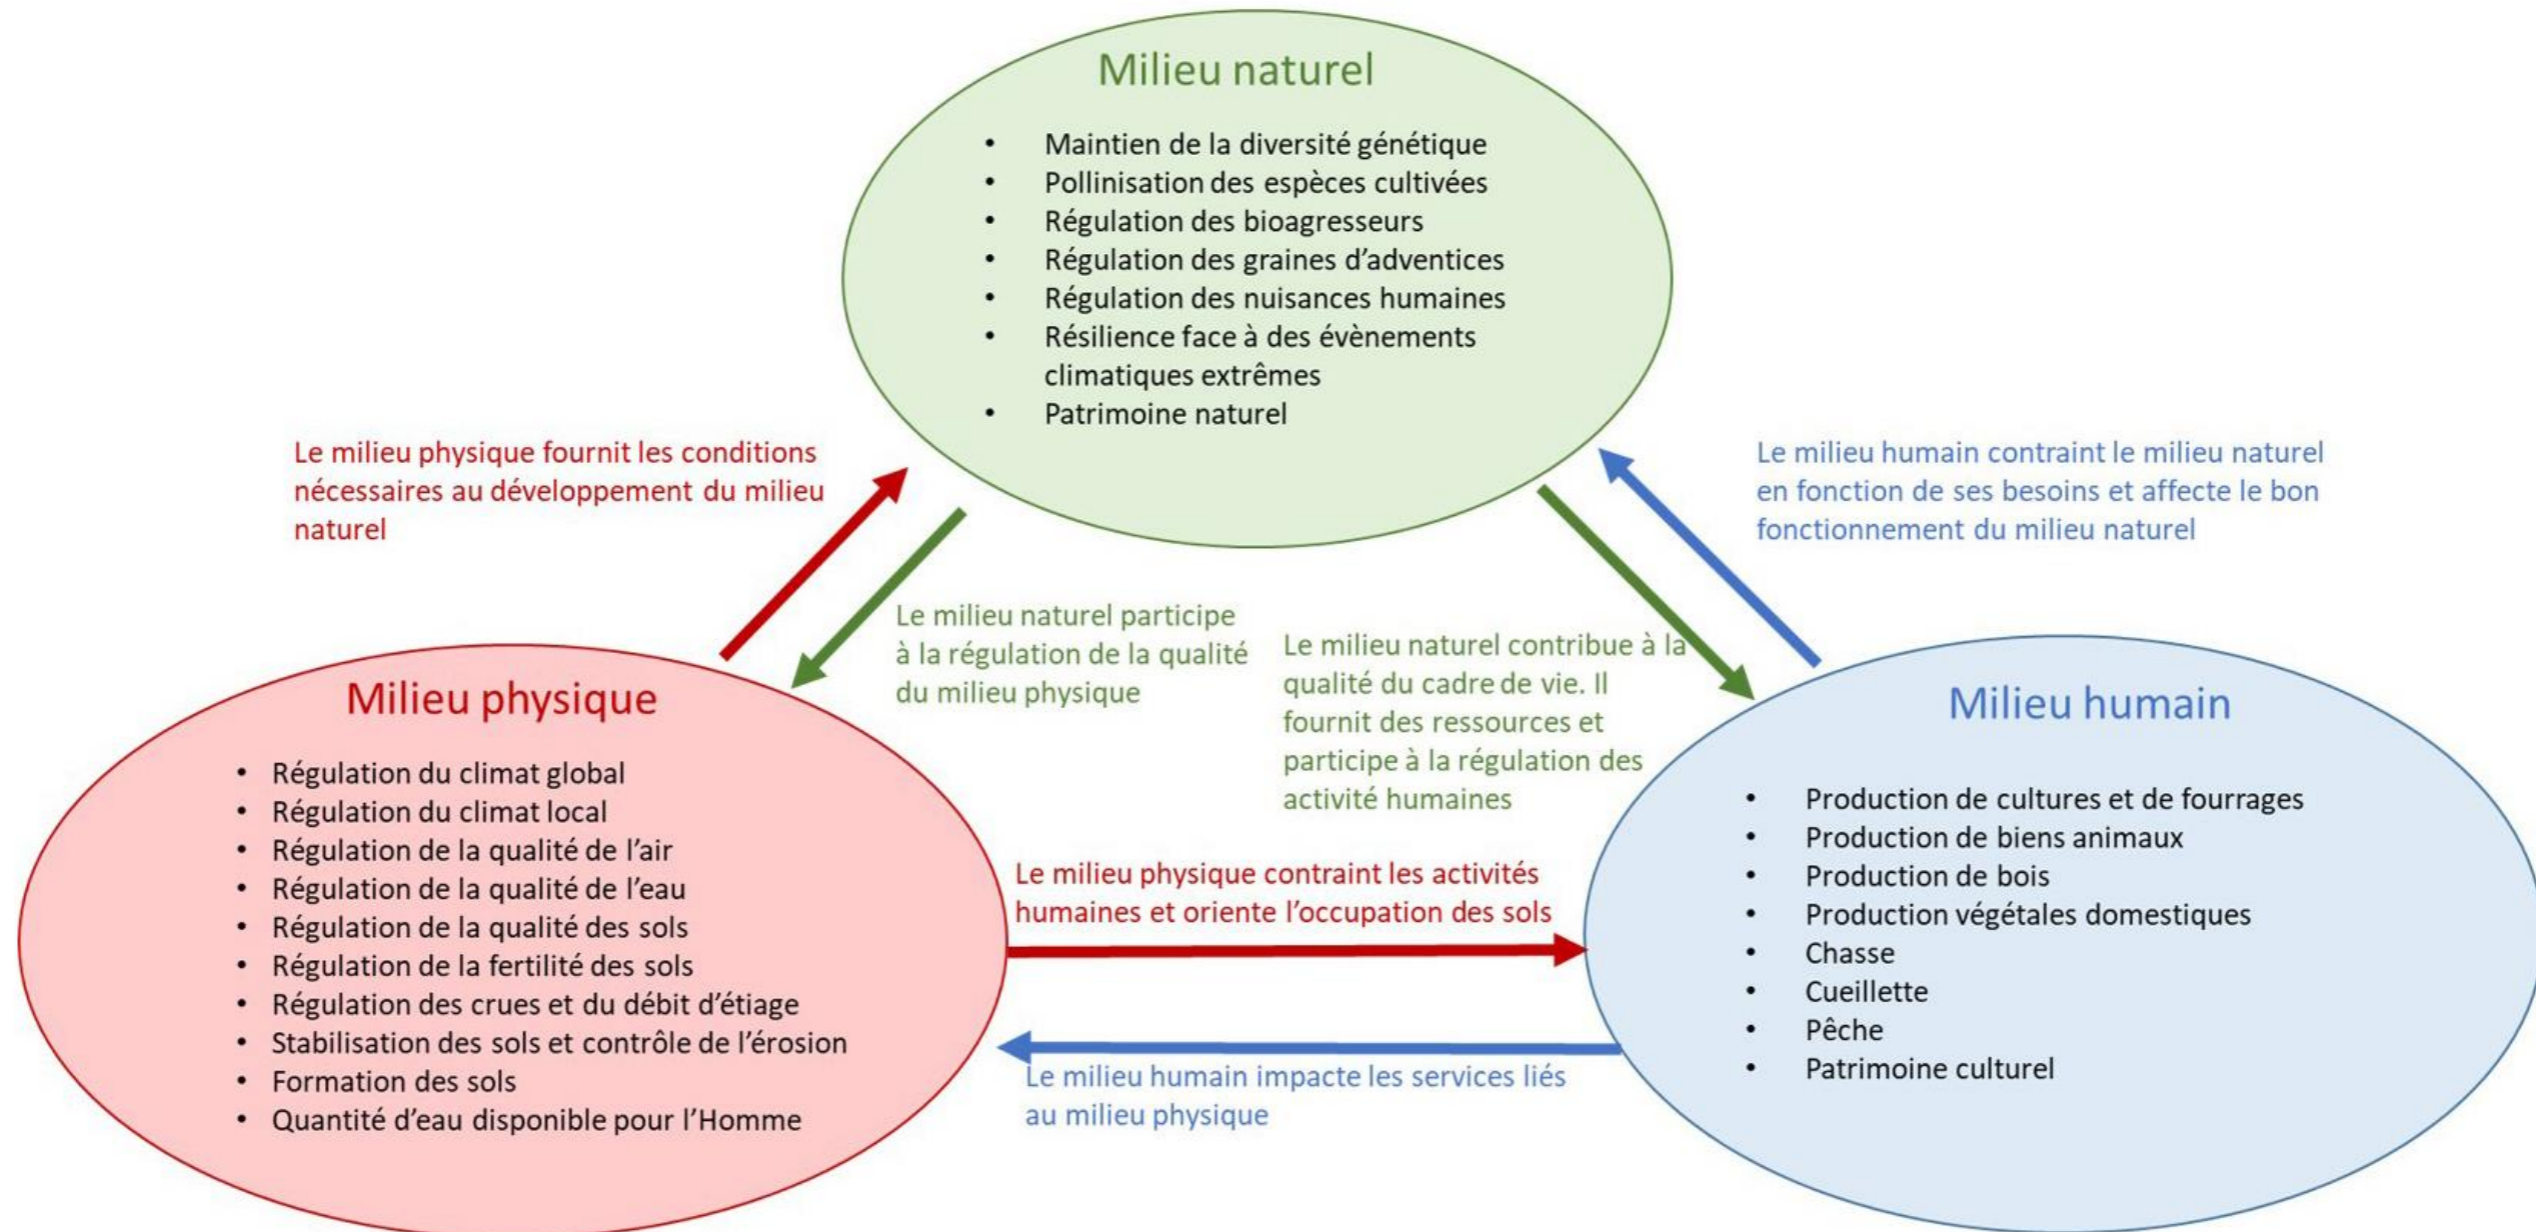 Milieu naturel
• Maintien de la diversité génétique
• Pollinisation des espèces cultivées
• Régulation des bioagresseurs
• Régulation des graines d’adventices
• Régulation des nuisances humaines
• Résilience face à des évènements
climatiques extrêmes
• Patrimoine naturel
Le milieu physique fournit les conditions
nécessaires au développement du milieu
naturel
Le milieu humain contraint le milieu naturel
en fonction de ses besoins et affecte le bon
fonctionnement du milieu naturel
Le milieu naturel participe
à la régulation de la qualité
du milieu physique
Le milieu naturel contribue à la
qualité du cadre de vie. Il
fournit des ressources et
participe à la régulation des
activité humaines
Milieu physique
• Régulation du climat global
• Régulation du climat local
• Régulation de la qualité de l’air
• Régulation de la qualité de l’eau
• Régulation de la qualité des sols
• Régulation de la fertilité des sols
• Régulation des crues et du débit d’étiage
• Stabilisation des sols et contrôle de l’érosion
• Formation des sols
• Quantité d’eau disponible pour l’Homme
Le milieu physique contraint les activités
humaines et oriente l’occupation des sols
Le milieu humain impacte les services liés
au milieu physique
Milieu humain
• Production de cultures et de fourrages
• Production de biens animaux
• Production de bois
• Production végétales domestiques
• Chasse
• Cueillette
• Pêche
• Patrimoine culturel